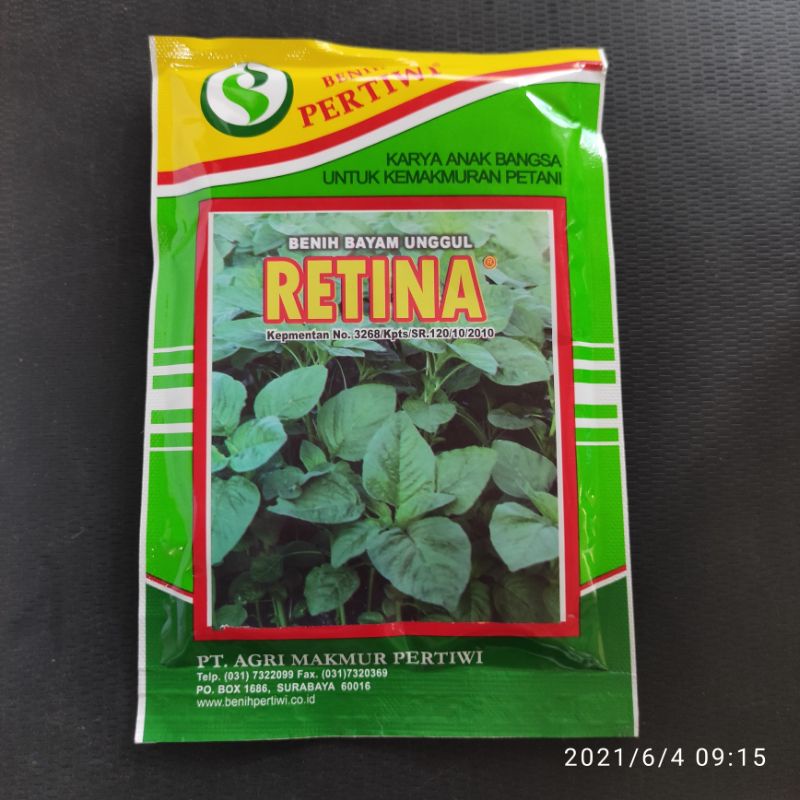 BENIH
PERTIWI®
KARYA ANAK BANGSA
UNTUK KEMAKMURAN PETANI
BENIH BAYAM UNGGUL
RETINA®
Kepmentan No. 3268/Kpts/SR.120/10/2010
PT. AGRI MAKMUR PERTIWI
Telp. (031) 7322099 Fax. (031)7320369
PO. BOX 1686, SURABAYA 60016
www.benihpertiwi.co.id
2021/6/4 09:15